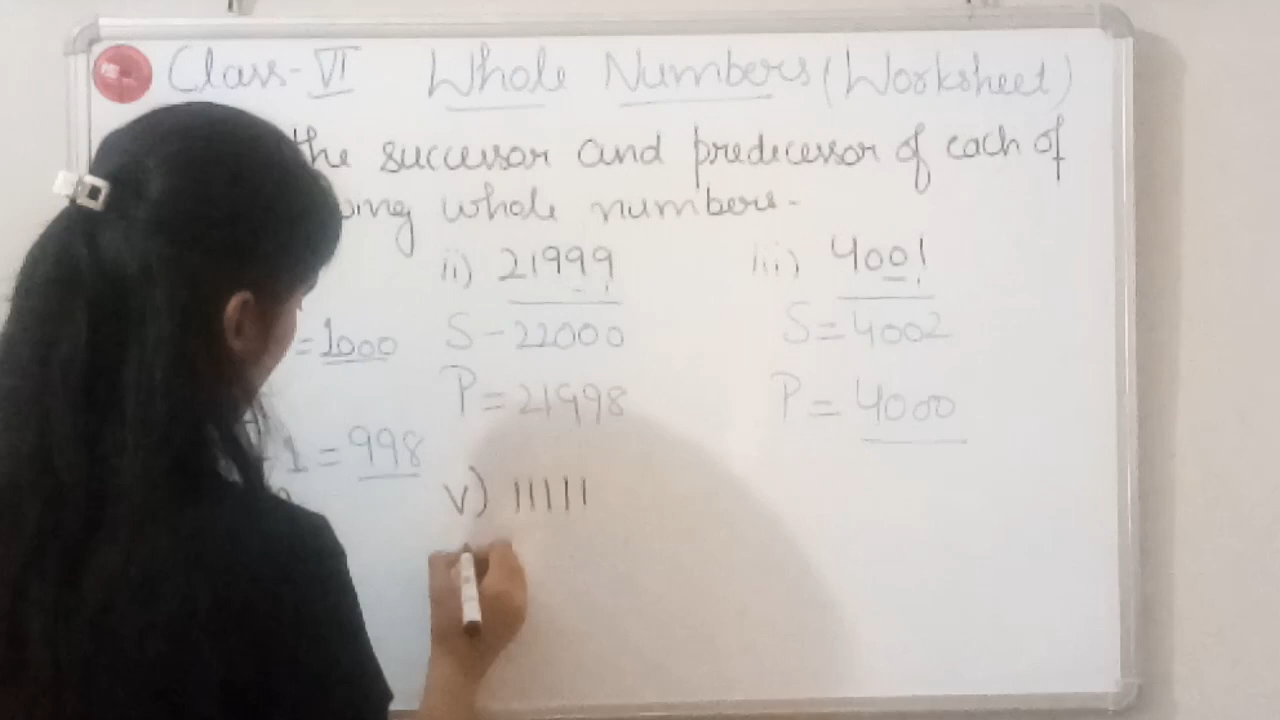 Class-VI Whole Numbers (Worksheet)
the successor and predecessor of each of
wing whole numbers.
ii) 21999
iii) 4001
=1000
S - 22000
S = 4002
P = 21998
P = 4000
1 = 998
v) 11111